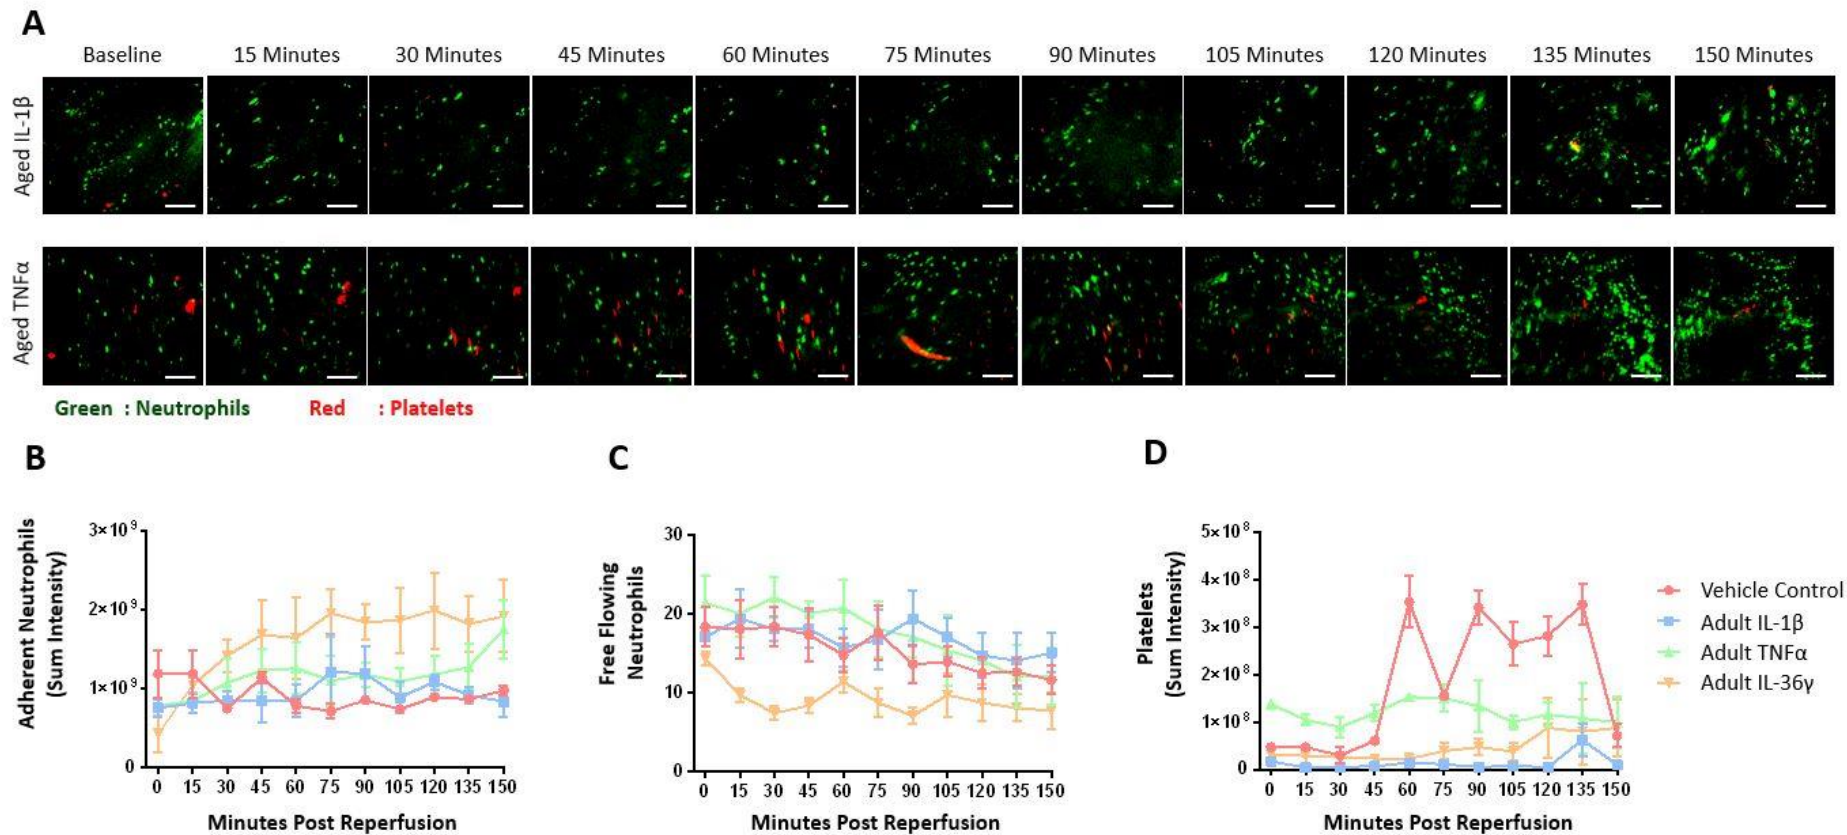 A
Baseline 15 Minutes 30 Minutes 45 Minutes 60 Minutes 75 Minutes 90 Minutes 105 Minutes 120 Minutes 135 Minutes 150 Minutes
Aged IL-1β
Aged TNFα
Green : Neutrophils Red : Platelets
B
Adherent Neutrophils
(Sum Intensity)
3×10⁹
2×10⁹
1×10⁹
0
0 15 30 45 60 75 90 105 120 135 150
Minutes Post Reperfusion
C
Free Flowing
Neutrophils
30
20
10
0
0 15 30 45 60 75 90 105 120 135 150
Minutes Post Reperfusion
D
Platelets
(Sum Intensity)
5×10⁸
4×10⁸
3×10⁸
2×10⁸
1×10⁸
0
0 15 30 45 60 75 90 105 120 135 150
Minutes Post Reperfusion
Vehicle Control
Adult IL-1β
Adult TNFα
Adult IL-36γ